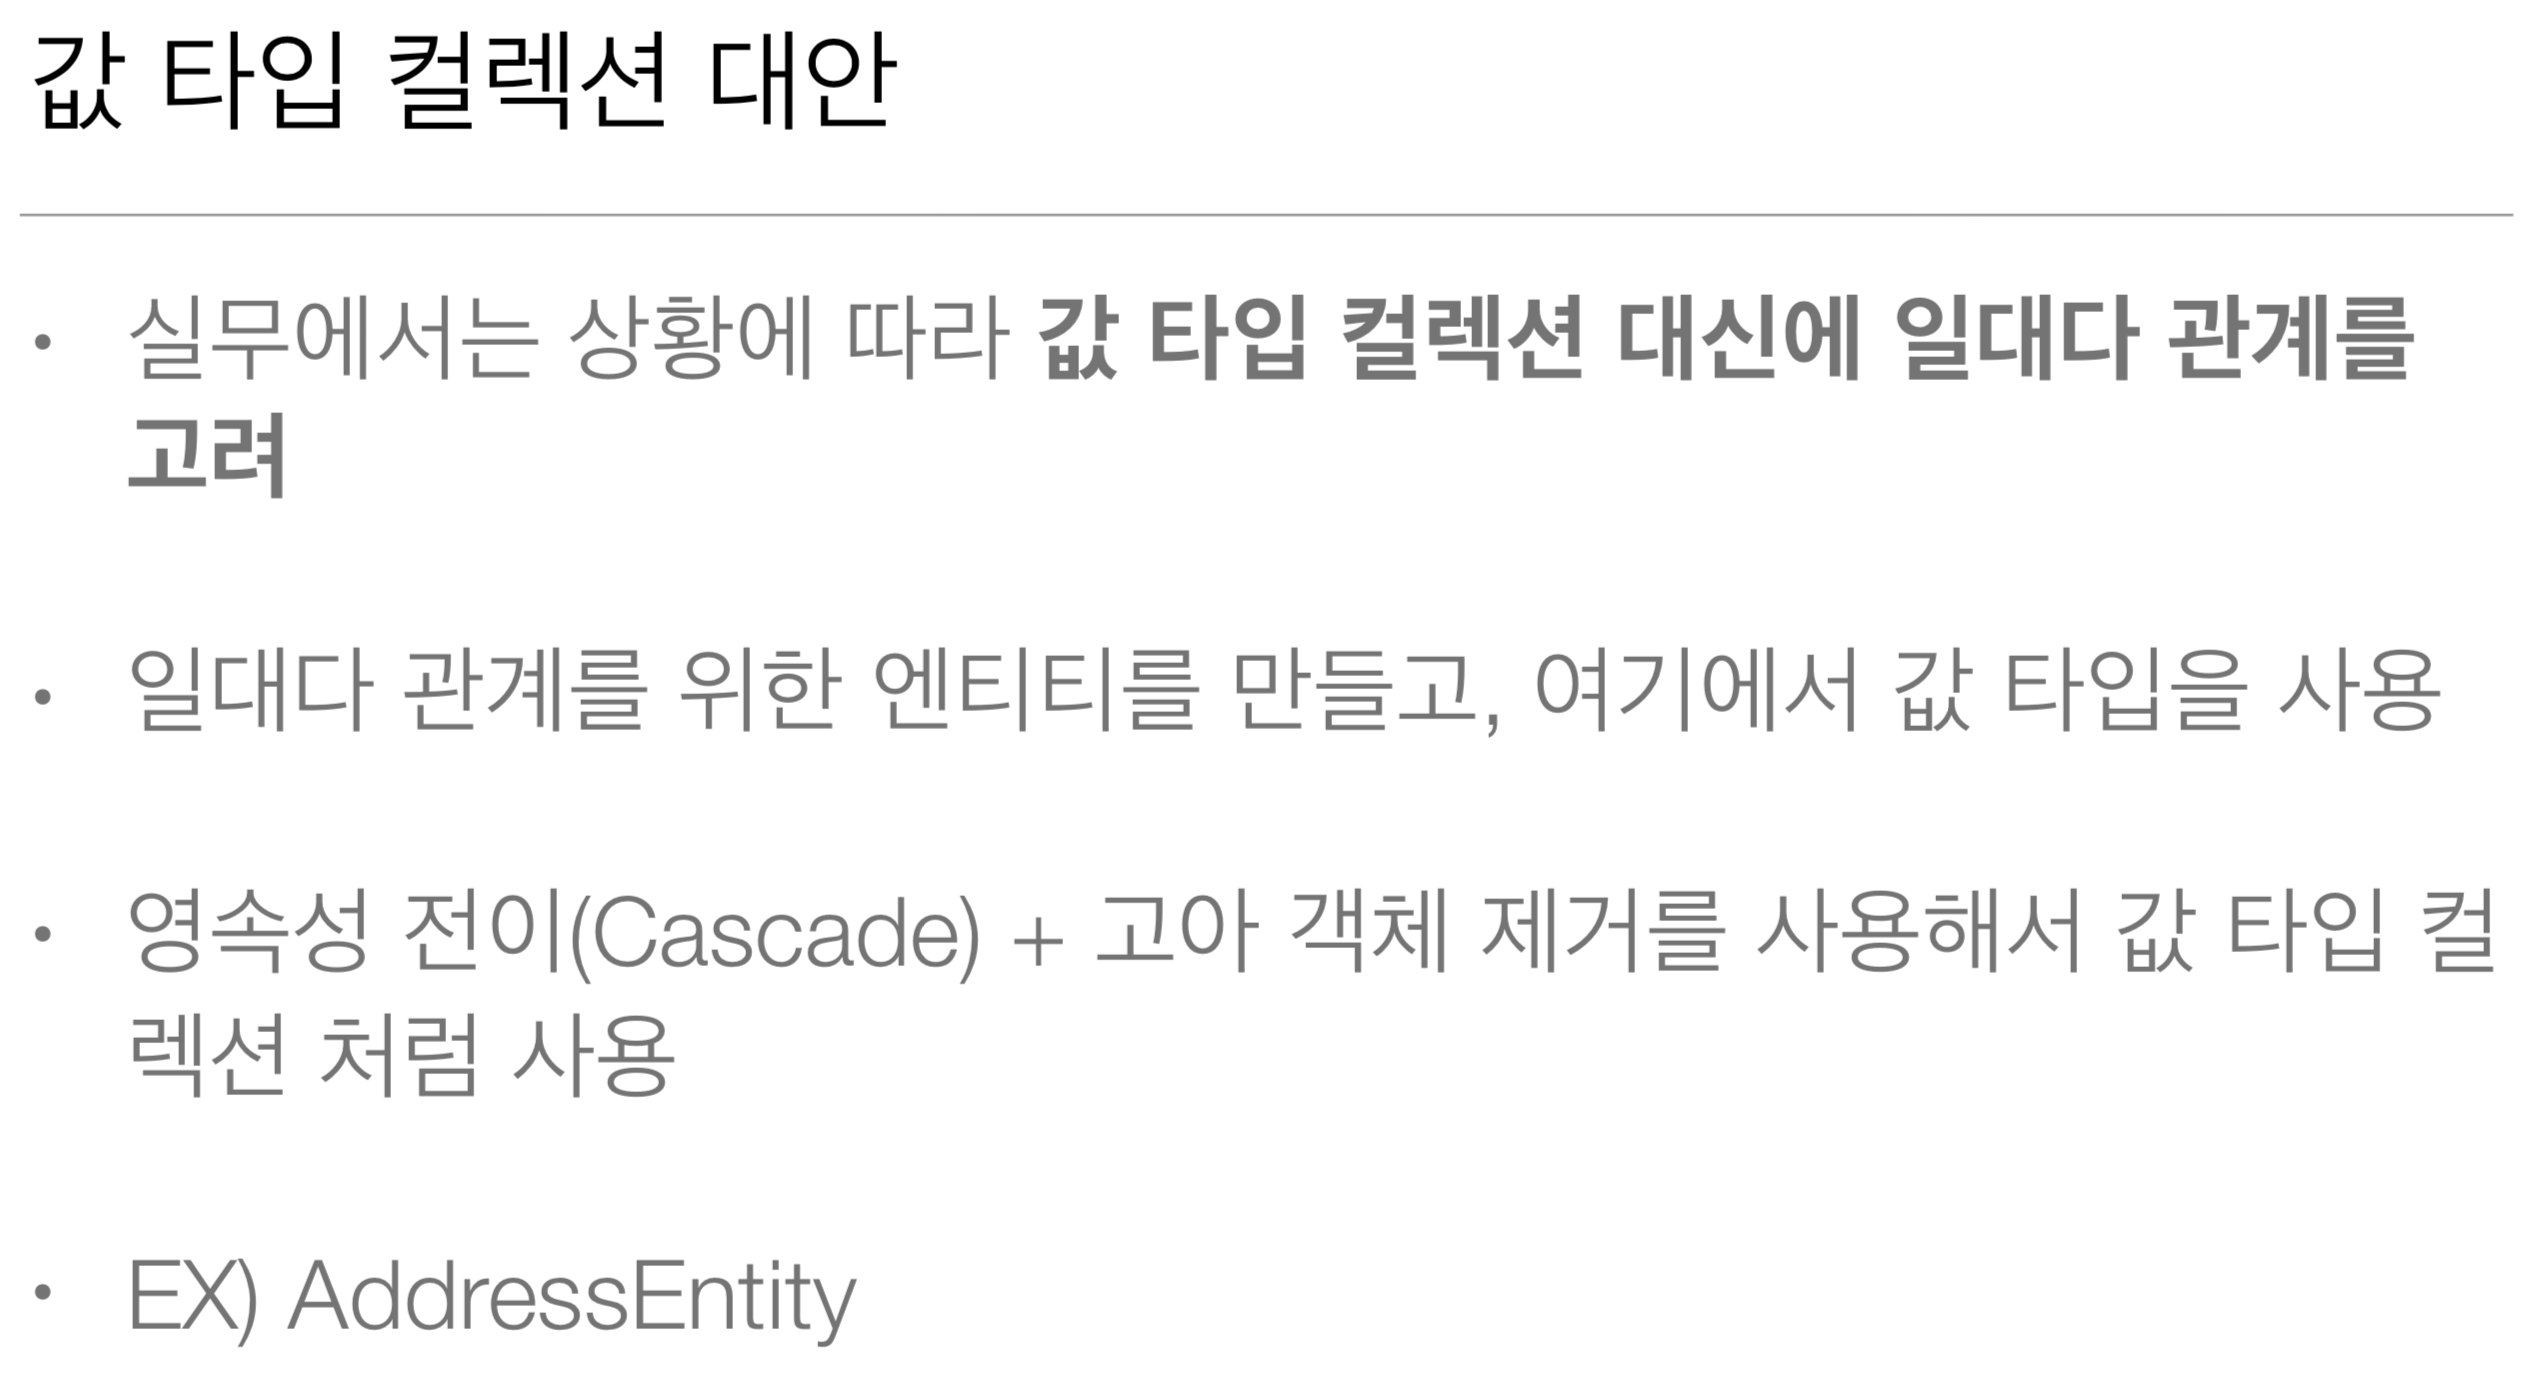 값 타입 컬렉션 대안
• 실무에서는 상황에 따라 값 타입 컬렉션 대신에 일대다 관계를
고려
• 일대다 관계를 위한 엔티티를 만들고, 여기에서 값 타입을 사용
• 영속성 전이(Cascade) + 고아 객체 제거를 사용해서 값 타입 컬
렉션 처럼 사용
• EX) AddressEntity